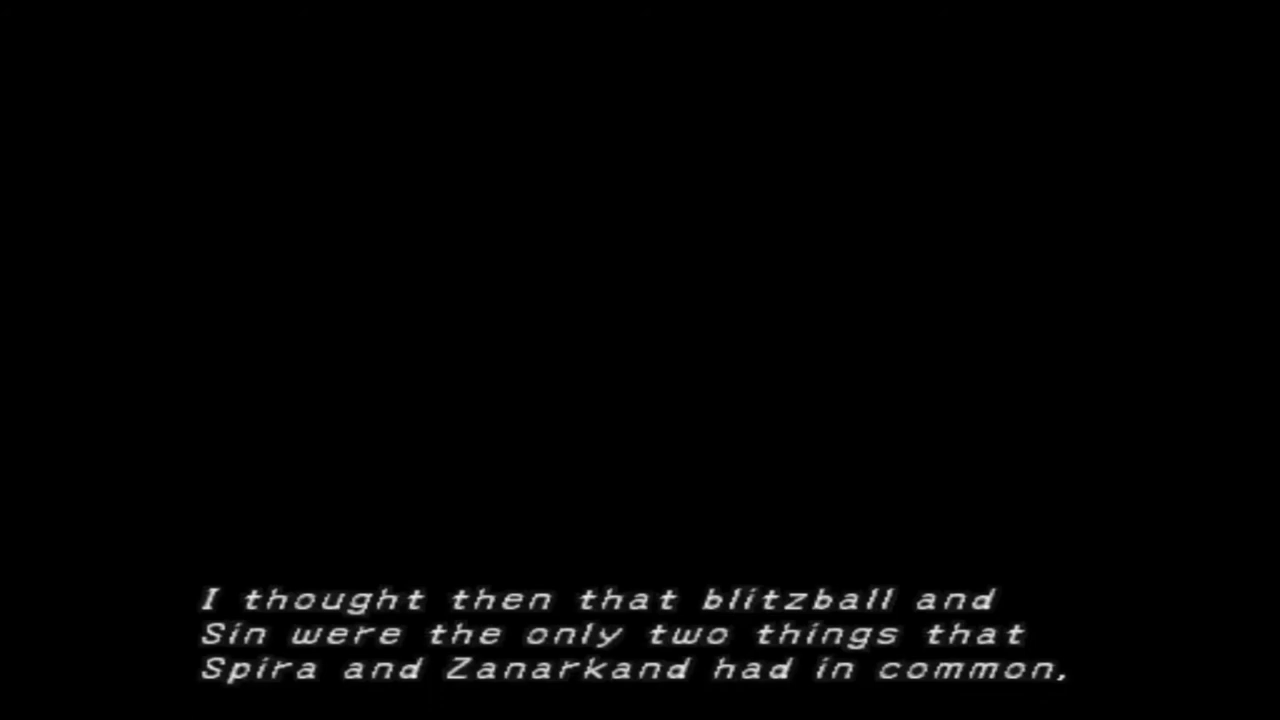 I thought then that blitzball and
Sin were the only two things that
Spira and Zanarkand had in common,